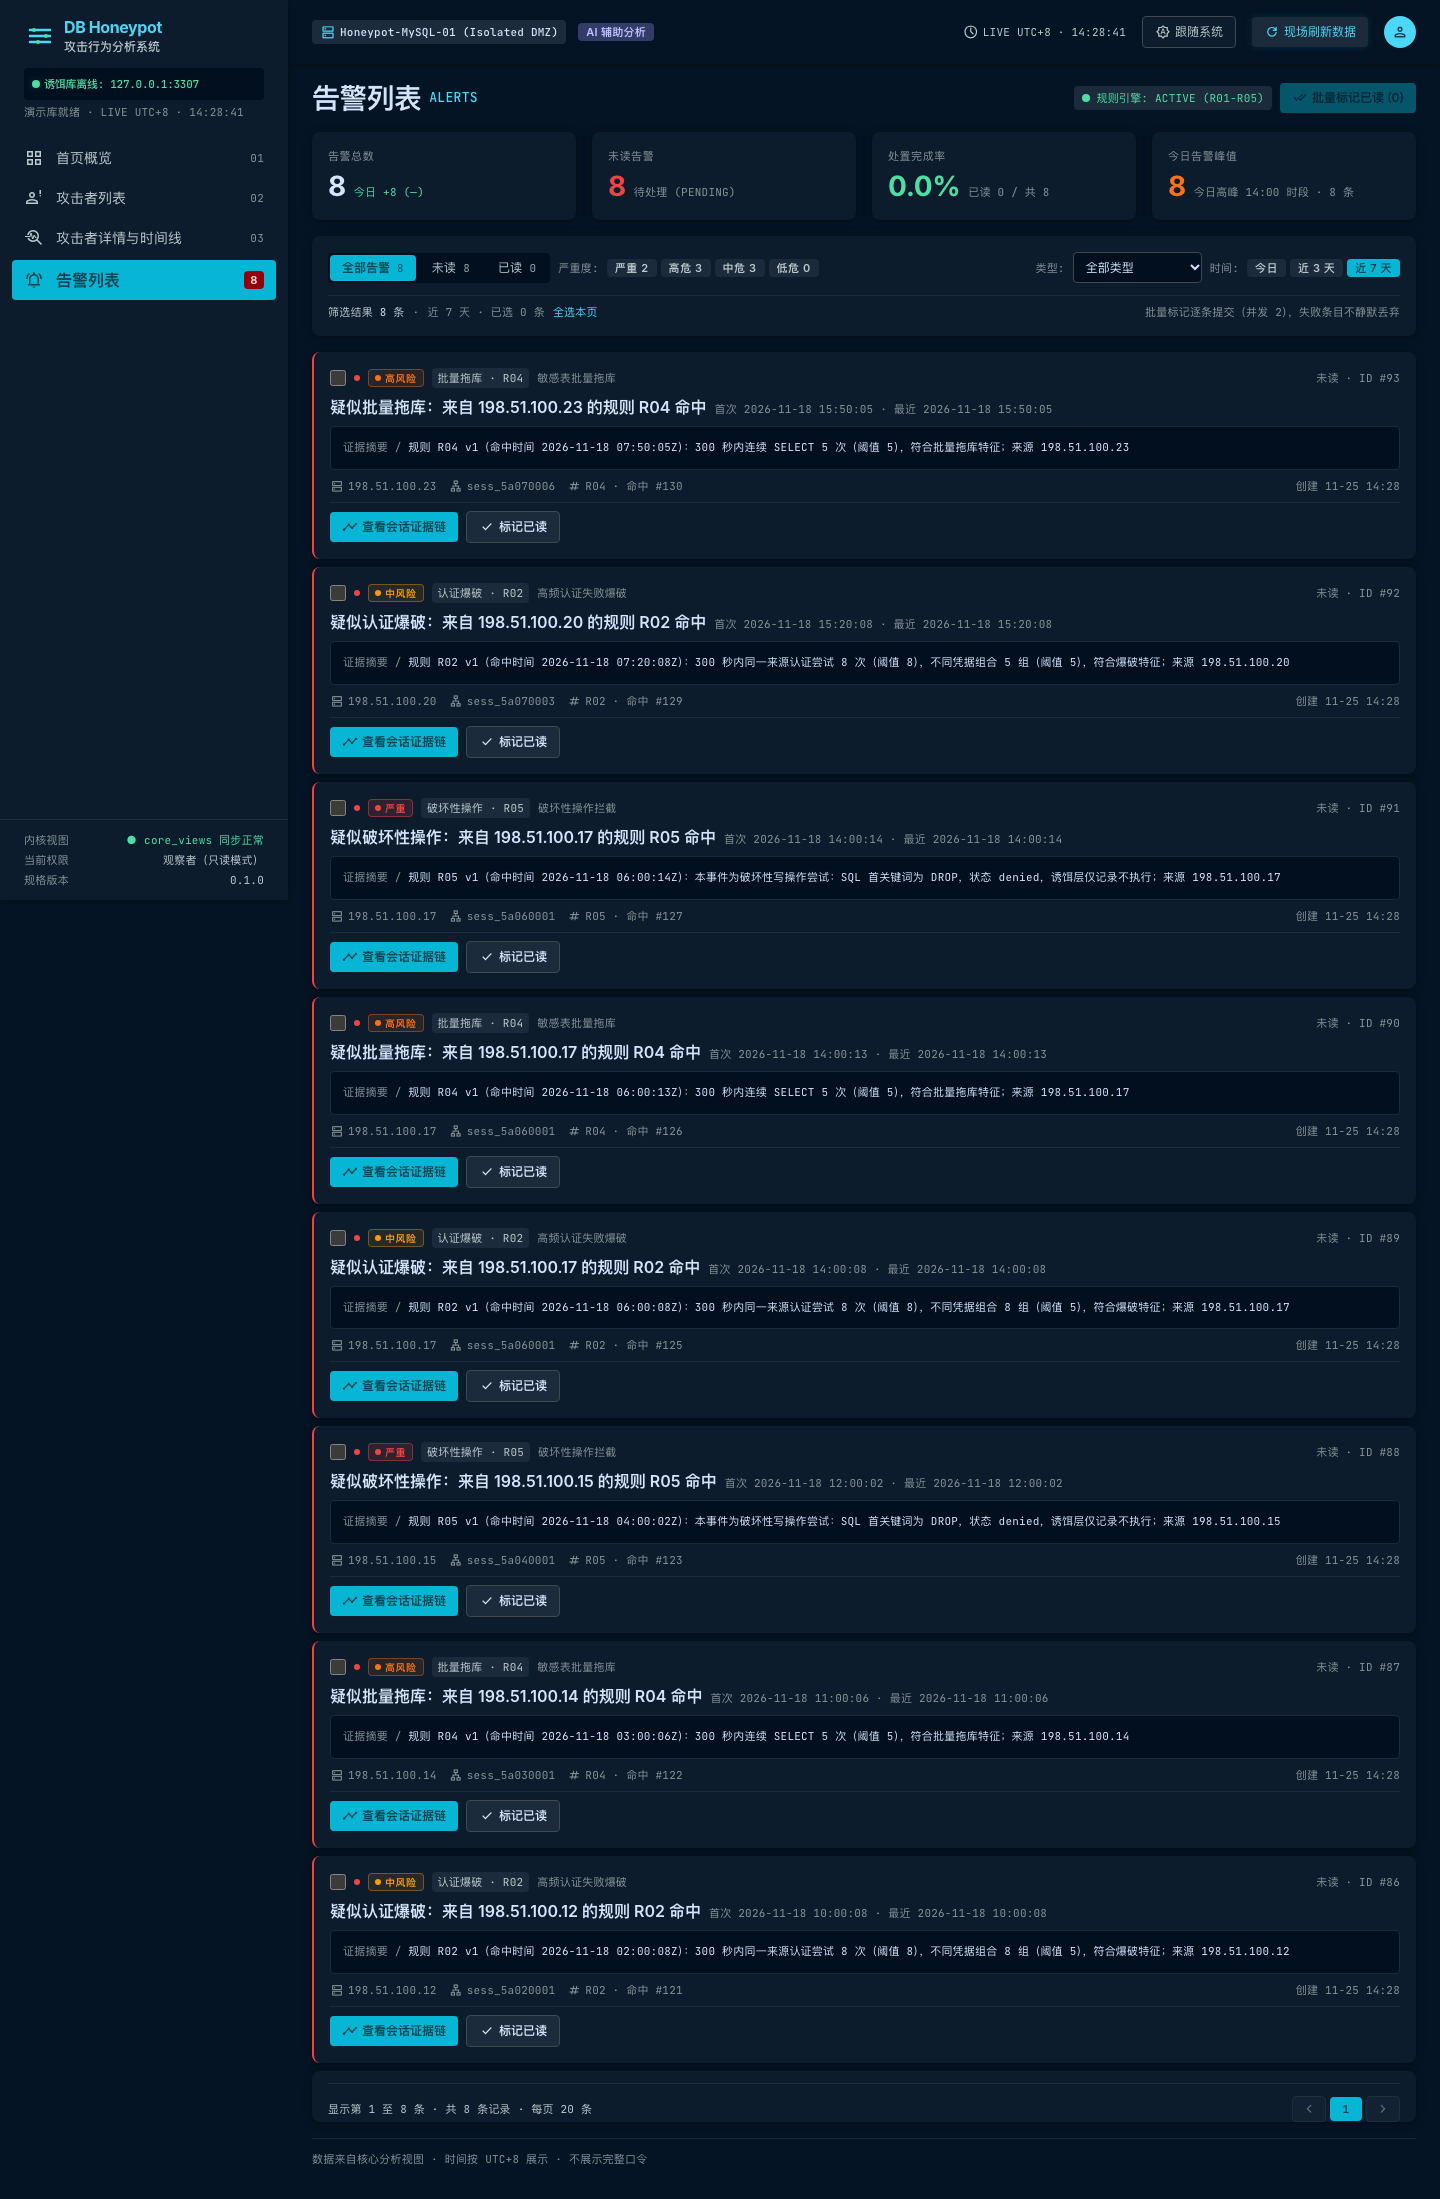 DB Honeypot
攻击行为分析系统
诱饵库离线: 127.0.0.1:3307
演示库就绪 · LIVE UTC+8 · 14:28:41
首页概览 01
攻击者列表 02
攻击者详情与时间线 03
告警列表 8
内核视图 core_views 同步正常
当前权限 观察者 (只读模式)
规格版本 0.1.0
Honeypot-MySQL-01 (Isolated DMZ) AI 辅助分析 LIVE UTC+8 · 14:28:41 跟随系统 现场刷新数据
告警列表 ALERTS 规则引擎: ACTIVE (R01-R05) 批量标记已读 (0)
告警总数
8 今日 +8 (—)
未读告警
8 待处理 (PENDING)
处置完成率
0.0% 已读 0 / 共 8
今日告警峰值
8 今日高峰 14:00 时段 · 8 条
全部告警 8 未读 8 已读 0 严重度: 严重 2 高危 3 中危 3 低危 0 类型: 全部类型 时间: 今日 近 3 天 近 7 天
筛选结果 8 条 · 近 7 天 · 已选 0 条 全选本页 批量标记逐条提交 (并发 2), 失败条目不静默丢弃
高风险 批量拖库 · R04 敏感表批量拖库 未读 · ID #93
疑似批量拖库：来自 198.51.100.23 的规则 R04 命中 首次 2026-11-18 15:50:05 · 最近 2026-11-18 15:50:05
证据摘要 / 规则 R04 v1 (命中时间 2026-11-18 07:50:05Z): 300 秒内连续 SELECT 5 次 (阈值 5), 符合批量拖库特征; 来源 198.51.100.23
198.51.100.23 sess_5a070006 R04 · 命中 #130 创建 11-25 14:28
查看会话证据链 标记已读
中风险 认证爆破 · R02 高频认证失败爆破 未读 · ID #92
疑似认证爆破：来自 198.51.100.20 的规则 R02 命中 首次 2026-11-18 15:20:08 · 最近 2026-11-18 15:20:08
证据摘要 / 规则 R02 v1 (命中时间 2026-11-18 07:20:08Z): 300 秒内同一来源认证尝试 8 次 (阈值 8), 不同凭据组合 5 组 (阈值 5), 符合爆破特征; 来源 198.51.100.20
198.51.100.20 sess_5a070003 R02 · 命中 #129 创建 11-25 14:28
查看会话证据链 标记已读
严重 破坏性操作 · R05 破坏性操作拦截 未读 · ID #91
疑似破坏性操作：来自 198.51.100.17 的规则 R05 命中 首次 2026-11-18 14:00:14 · 最近 2026-11-18 14:00:14
证据摘要 / 规则 R05 v1 (命中时间 2026-11-18 06:00:14Z): 本事件为破坏性写操作尝试: SQL 首关键词为 DROP, 状态 denied, 诱饵层仅记录不执行; 来源 198.51.100.17
198.51.100.17 sess_5a060001 R05 · 命中 #127 创建 11-25 14:28
查看会话证据链 标记已读
高风险 批量拖库 · R04 敏感表批量拖库 未读 · ID #90
疑似批量拖库：来自 198.51.100.17 的规则 R04 命中 首次 2026-11-18 14:00:13 · 最近 2026-11-18 14:00:13
证据摘要 / 规则 R04 v1 (命中时间 2026-11-18 06:00:13Z): 300 秒内连续 SELECT 5 次 (阈值 5), 符合批量拖库特征; 来源 198.51.100.17
198.51.100.17 sess_5a060001 R04 · 命中 #126 创建 11-25 14:28
查看会话证据链 标记已读
中风险 认证爆破 · R02 高频认证失败爆破 未读 · ID #89
疑似认证爆破：来自 198.51.100.17 的规则 R02 命中 首次 2026-11-18 14:00:08 · 最近 2026-11-18 14:00:08
证据摘要 / 规则 R02 v1 (命中时间 2026-11-18 06:00:08Z): 300 秒内同一来源认证尝试 8 次 (阈值 8), 不同凭据组合 8 组 (阈值 5), 符合爆破特征; 来源 198.51.100.17
198.51.100.17 sess_5a060001 R02 · 命中 #125 创建 11-25 14:28
查看会话证据链 标记已读
严重 破坏性操作 · R05 破坏性操作拦截 未读 · ID #88
疑似破坏性操作：来自 198.51.100.15 的规则 R05 命中 首次 2026-11-18 12:00:02 · 最近 2026-11-18 12:00:02
证据摘要 / 规则 R05 v1 (命中时间 2026-11-18 04:00:02Z): 本事件为破坏性写操作尝试: SQL 首关键词为 DROP, 状态 denied, 诱饵层仅记录不执行; 来源 198.51.100.15
198.51.100.15 sess_5a040001 R05 · 命中 #123 创建 11-25 14:28
查看会话证据链 标记已读
高风险 批量拖库 · R04 敏感表批量拖库 未读 · ID #87
疑似批量拖库：来自 198.51.100.14 的规则 R04 命中 首次 2026-11-18 11:00:06 · 最近 2026-11-18 11:00:06
证据摘要 / 规则 R04 v1 (命中时间 2026-11-18 03:00:06Z): 300 秒内连续 SELECT 5 次 (阈值 5), 符合批量拖库特征; 来源 198.51.100.14
198.51.100.14 sess_5a030001 R04 · 命中 #122 创建 11-25 14:28
查看会话证据链 标记已读
中风险 认证爆破 · R02 高频认证失败爆破 未读 · ID #86
疑似认证爆破：来自 198.51.100.12 的规则 R02 命中 首次 2026-11-18 10:00:08 · 最近 2026-11-18 10:00:08
证据摘要 / 规则 R02 v1 (命中时间 2026-11-18 02:00:08Z): 300 秒内同一来源认证尝试 8 次 (阈值 8), 不同凭据组合 8 组 (阈值 5), 符合爆破特征; 来源 198.51.100.12
198.51.100.12 sess_5a020001 R02 · 命中 #121 创建 11-25 14:28
查看会话证据链 标记已读
显示第 1 至 8 条 · 共 8 条记录 · 每页 20 条 1
数据来自核心分析视图 · 时间按 UTC+8 展示 · 不展示完整口令